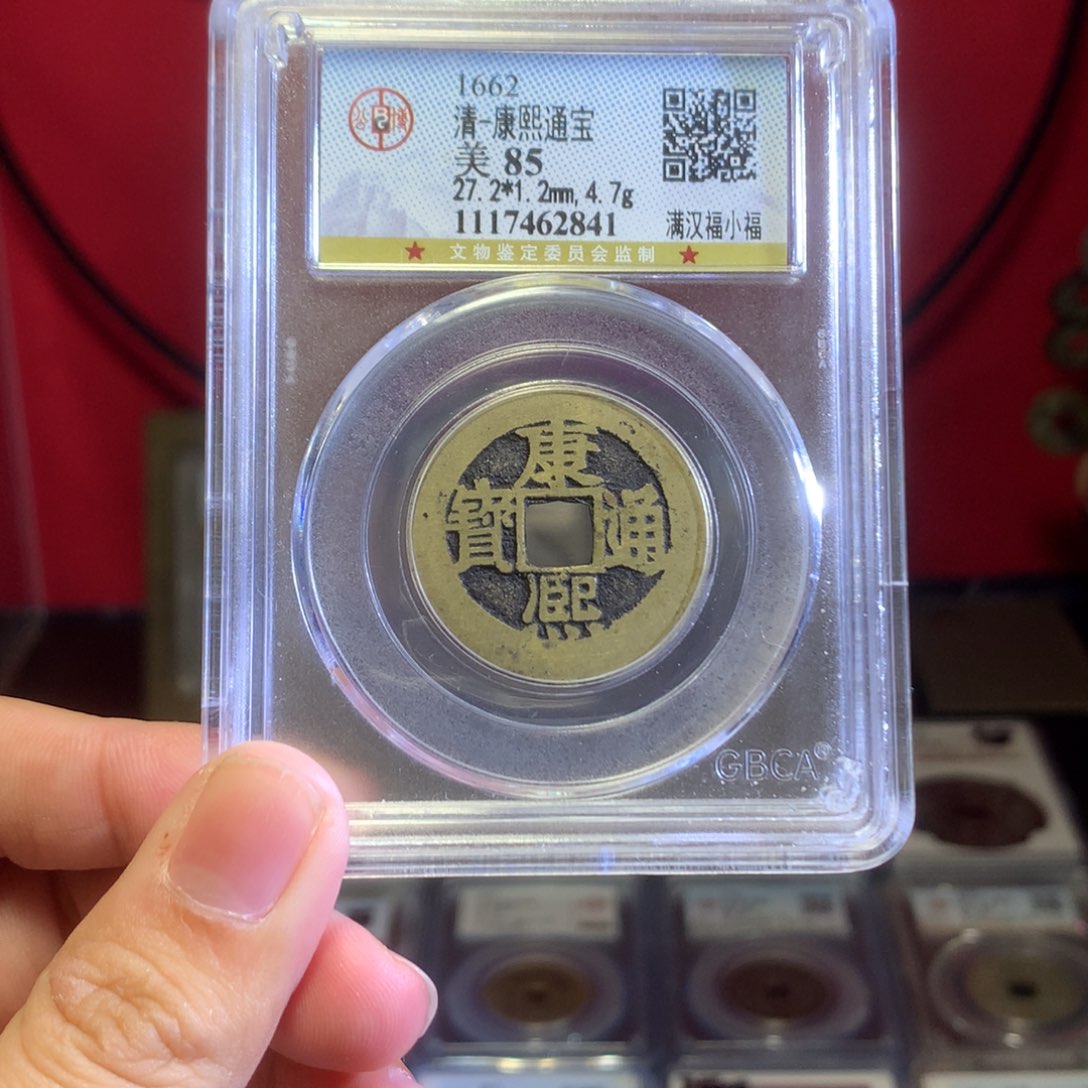 1662
清-康熙通宝
美 85
27.2*1.2mm, 4.7g
1117462841
满汉福小福
★ 文物鉴定委员会监制 ★
康熙通寳
GBCA®